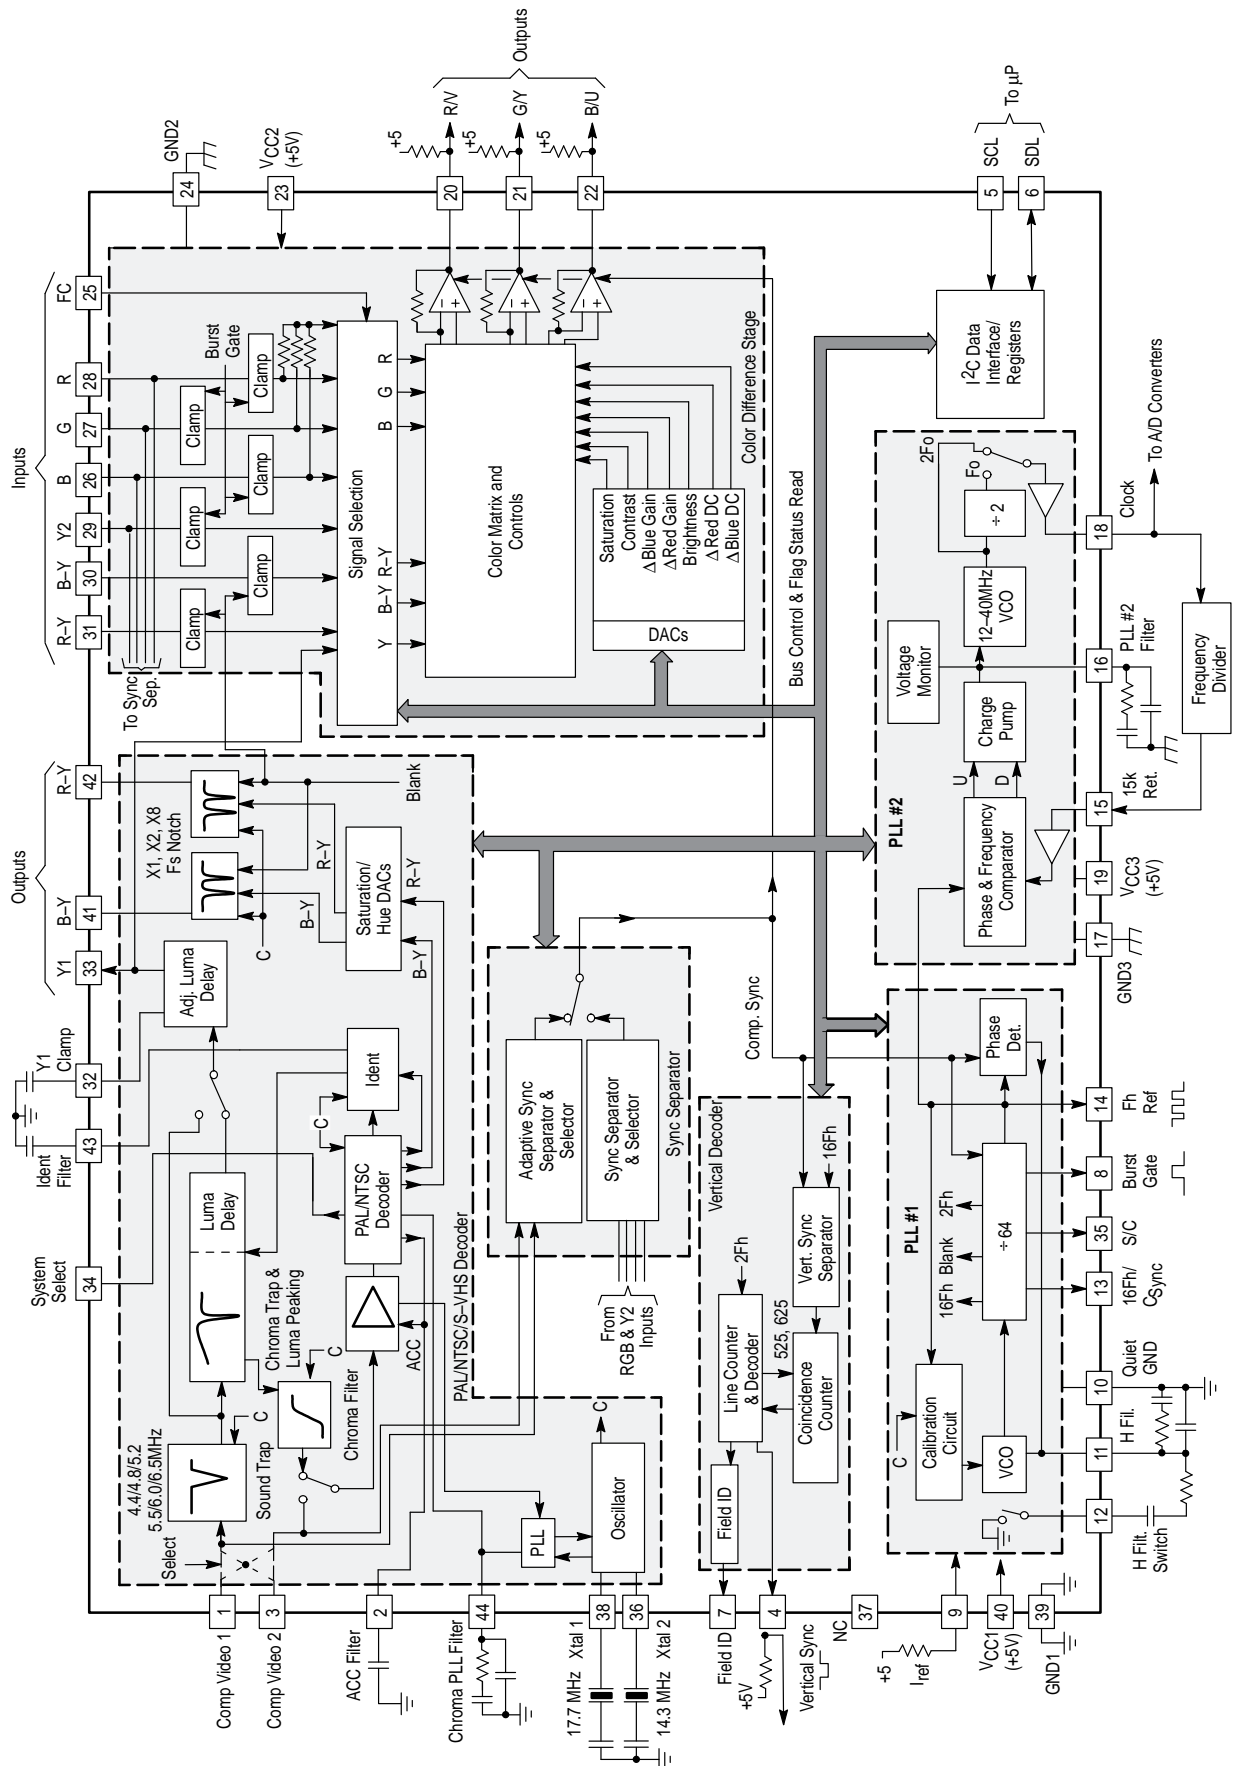 Outputs
R–Y
42
B–Y
41
Y1
33
Y1
Clamp
32
Ident
Filter
43
System
Select
34
Inputs
FC
25
R
28
G
27
B
26
Y2
29
B–Y
30
R–Y
31
GND2
24
VCC2
(+5V)
23
+5
R/V
20
+5
G/Y
21
+5
B/U
22
Outputs
SCL
5
SDL
6
To µP
To Sync
Sep.
Burst
Gate
Clamp
Clamp
Clamp
Clamp
Clamp
Clamp
Signal Selection
Y
B–Y
R–Y
B
G
R
Color Matrix and
Controls
–
+
–
+
–
+
Saturation
Contrast
ΔBlue Gain
ΔRed Gain
Brightness
ΔRed DC
ΔBlue DC
DACs
Color Difference Stage
Bus Control & Flag Status Read
I2C Data
Interface/
Registers
Select
4.4/4.8/5.2
5.5/6.0/6.5MHz
Sound Trap
C
Luma
Delay
Chroma Trap &
Luma Peaking
C
Chroma Filter
ACC
Adj. Luma
Delay
PAL/NTSC
Decoder
C
Ident
X1, X2, X8
Fs Notch
C
Blank
B–Y
R–Y
Saturation/
Hue DACs
B–Y
R–Y
PAL/NTSC/S–VHS Decoder
PLL
Oscillator
C
Adaptive Sync
Separator &
Selector
Sync Separator
& Selector
Sync Separator
From
RGB & Y2
Inputs
Comp. Sync
Vertical Decoder
16Fh
2Fh
Vert. Sync
Separator
525, 625
Line Counter
& Decoder
Coincidence
Counter
Field ID
PLL #1
C
Calibration
Circuit
VCO
÷ 64
16Fh
Blank
2Fh
Phase
Det.
PLL #2
Phase & Frequency
Comparator
U
D
Charge
Pump
Voltage
Monitor
12–40MHz
VCO
÷ 2
2Fo
Fo
1
Comp Video 1
3
Comp Video 2
2
ACC Filter
44
Chroma PLL Filter
38
Xtal 1
17.7 MHz
36
Xtal 2
14.3 MHz
7
Field ID
4
+5V
Vertical Sync
37
NC
9
+5
Iref
40
VCC1
(+5V)
39
GND1
12
H Filt.
Switch
11
H Fil.
10
Quiet
GND
13
16Fh/
CSync
35
S/C
8
Burst
Gate
14
Fh
Ref
17
GND3
19
VCC3
(+5V)
15
15k
Ret.
16
PLL #2
Filter
18
Clock
To A/D Converters
Frequency
Divider